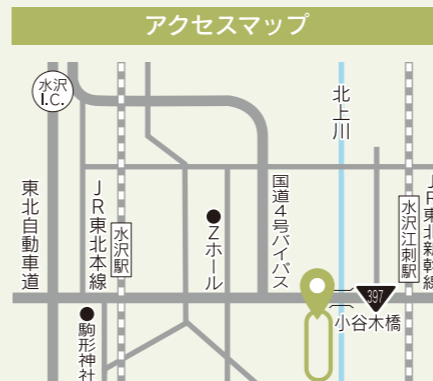 アクセスマップ
水沢
I.C.
東北自動車道
JR東北本線
水沢駅
Zホール
国道4号バイパス
北上川
水沢江刺駅
JR東北新幹線
397
小谷木橋
駒形神社